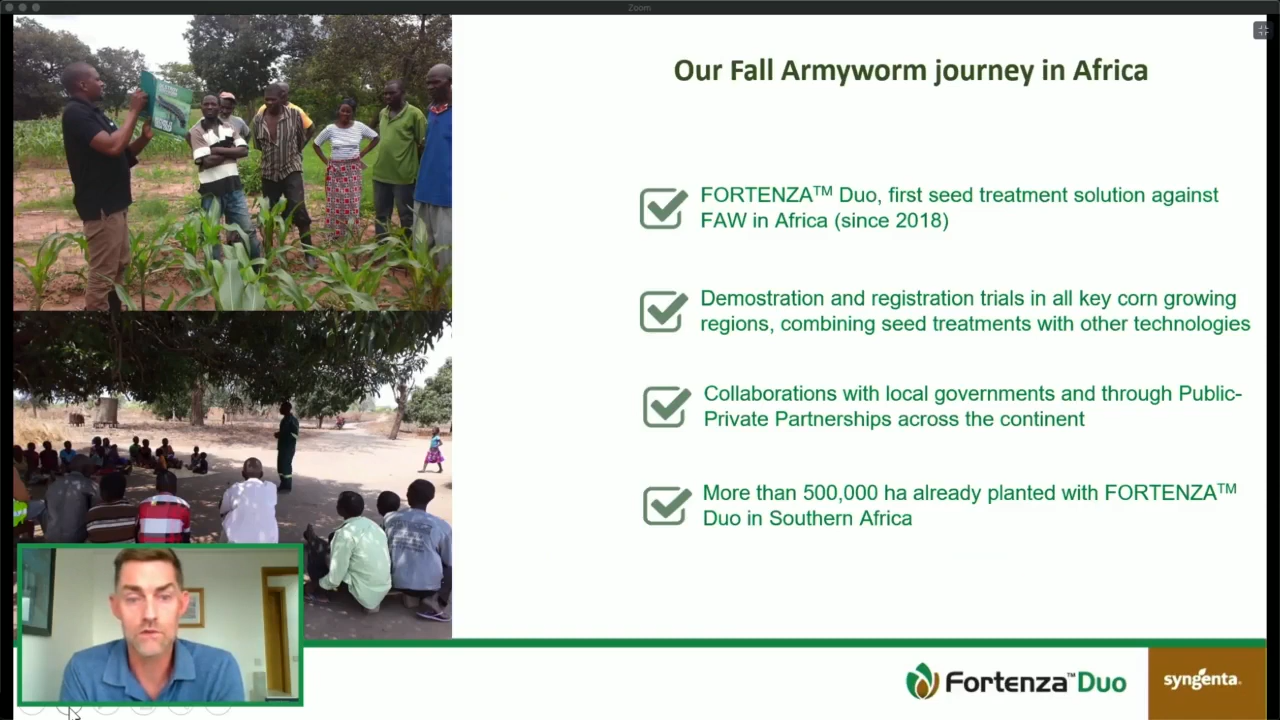 Zoom
Our Fall Armyworm journey in Africa
FORTENZA™ Duo, first seed treatment solution against
FAW in Africa (since 2018)
Demostration and registration trials in all key corn growing
regions, combining seed treatments with other technologies
Collaborations with local governments and through Public-
Private Partnerships across the continent
More than 500,000 ha already planted with FORTENZA™
Duo in Southern Africa
Fortenza™ Duo
syngenta.